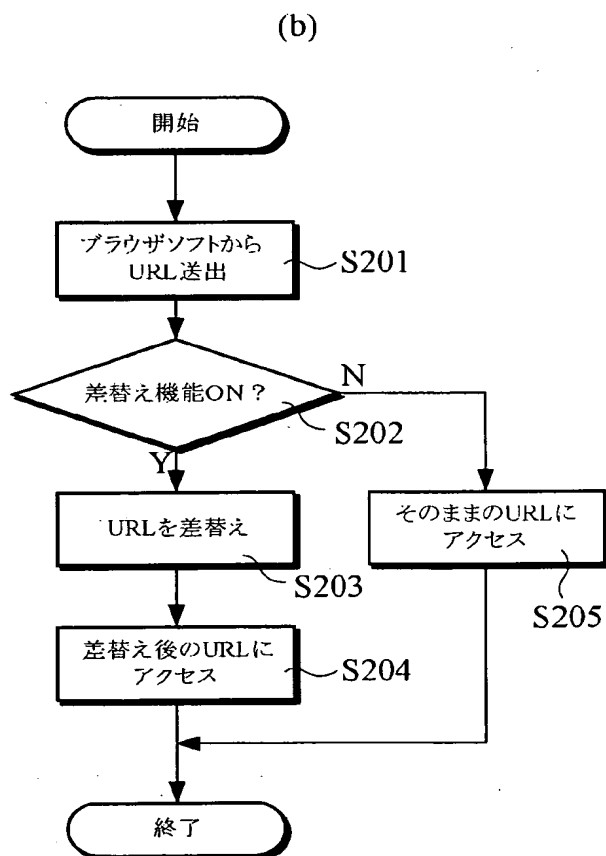 (b)
開始
ブラウザソフトから
URL送出
S201
差替え機能ON？
N
S202
Y
URLを差替え
S203
そのままのURLに
アクセス
S205
差替え後のURLに
アクセス
S204
終了